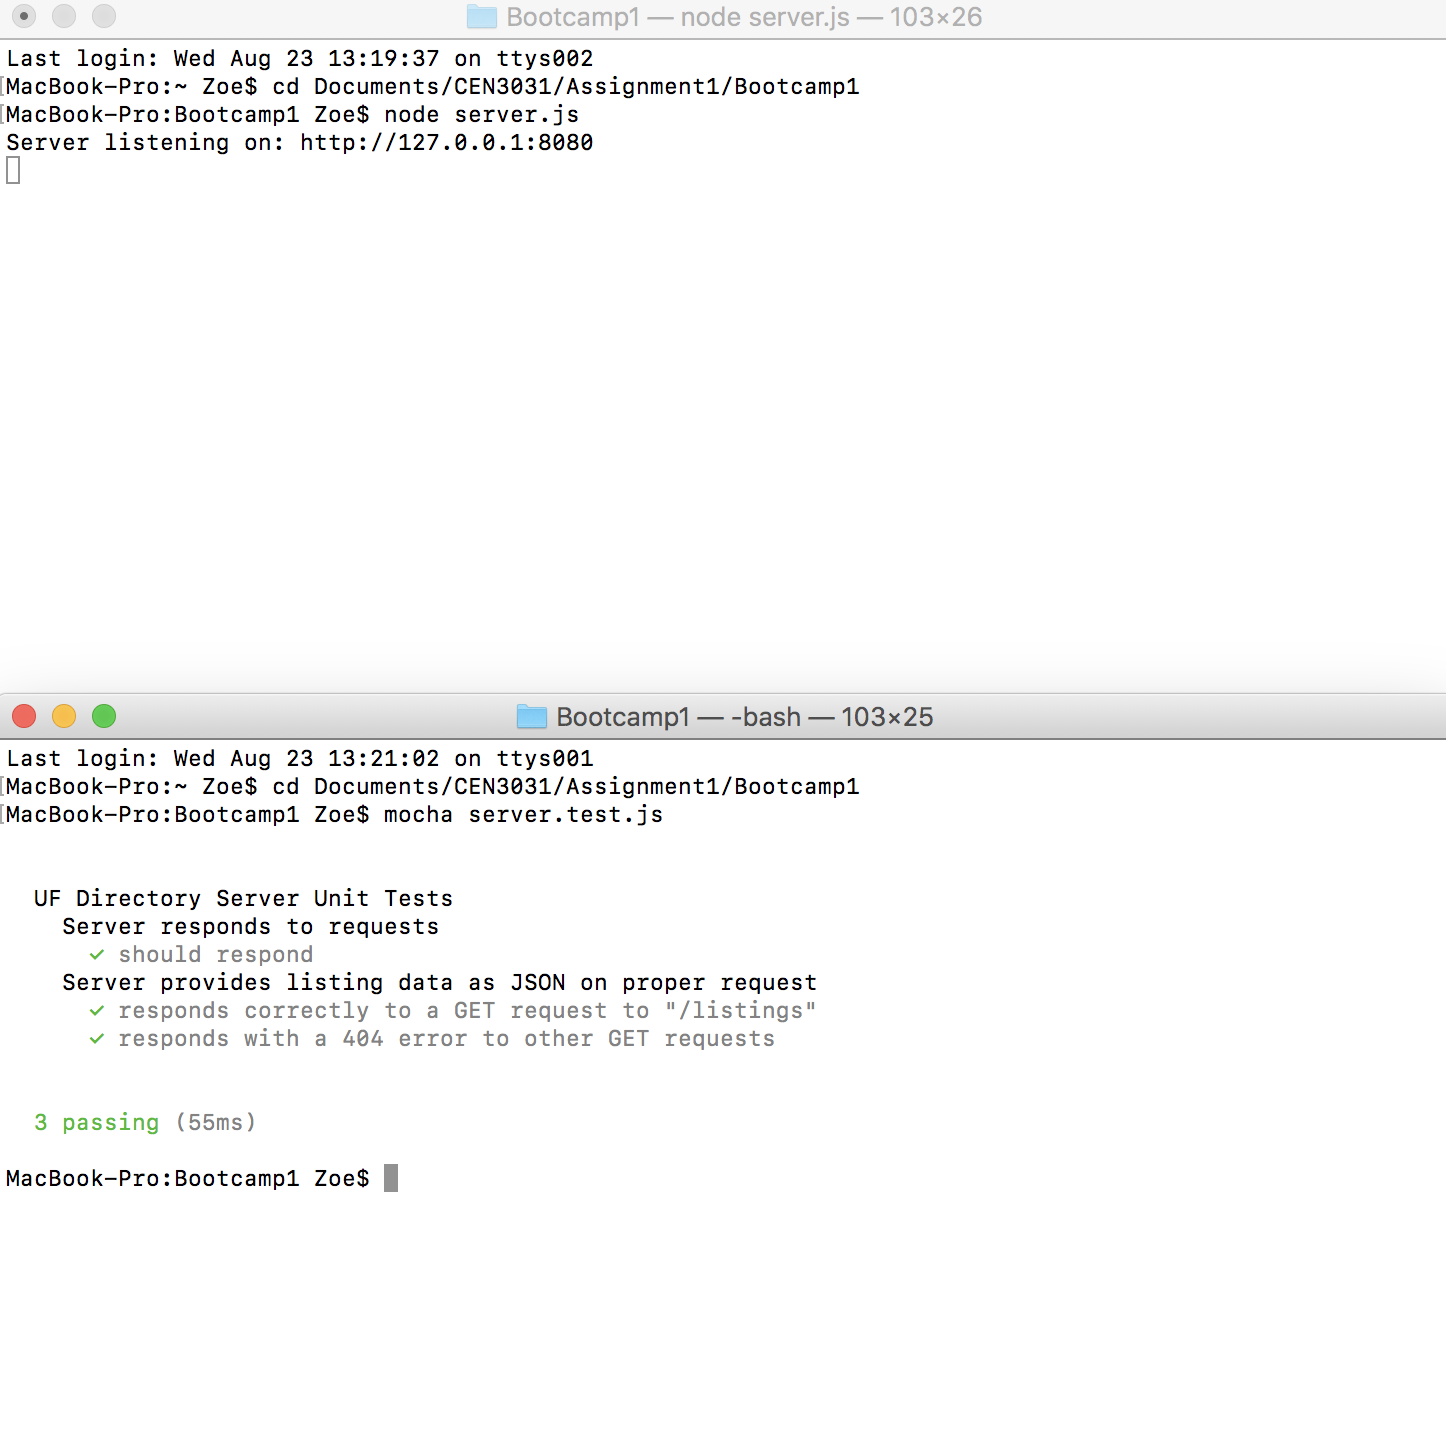 Bootcamp1 — node server.js — 103×26
Last login: Wed Aug 23 13:19:37 on ttys002
[MacBook-Pro:~ Zoe$ cd Documents/CEN3031/Assignment1/Bootcamp1
[MacBook-Pro:Bootcamp1 Zoe$ node server.js
Server listening on: http://127.0.0.1:8080
Bootcamp1 — -bash — 103×25
Last login: Wed Aug 23 13:21:02 on ttys001
[MacBook-Pro:~ Zoe$ cd Documents/CEN3031/Assignment1/Bootcamp1
[MacBook-Pro:Bootcamp1 Zoe$ mocha server.test.js
UF Directory Server Unit Tests
Server responds to requests
✓ should respond
Server provides listing data as JSON on proper request
✓ responds correctly to a GET request to "/listings"
✓ responds with a 404 error to other GET requests
3 passing (55ms)
MacBook-Pro:Bootcamp1 Zoe$